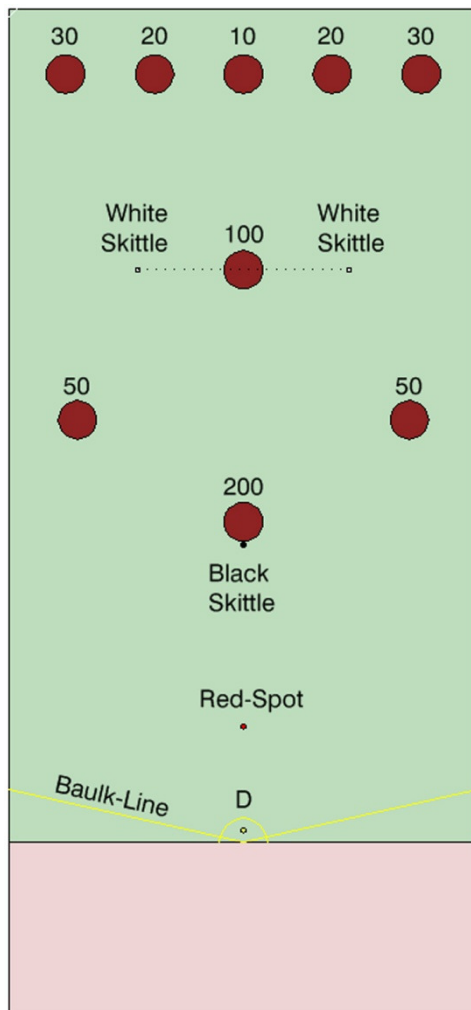 30 20 10 20 30
White White
Skittle Skittle
100
50 50
200
Black
Skittle
Red-Spot
Baulk-Line D